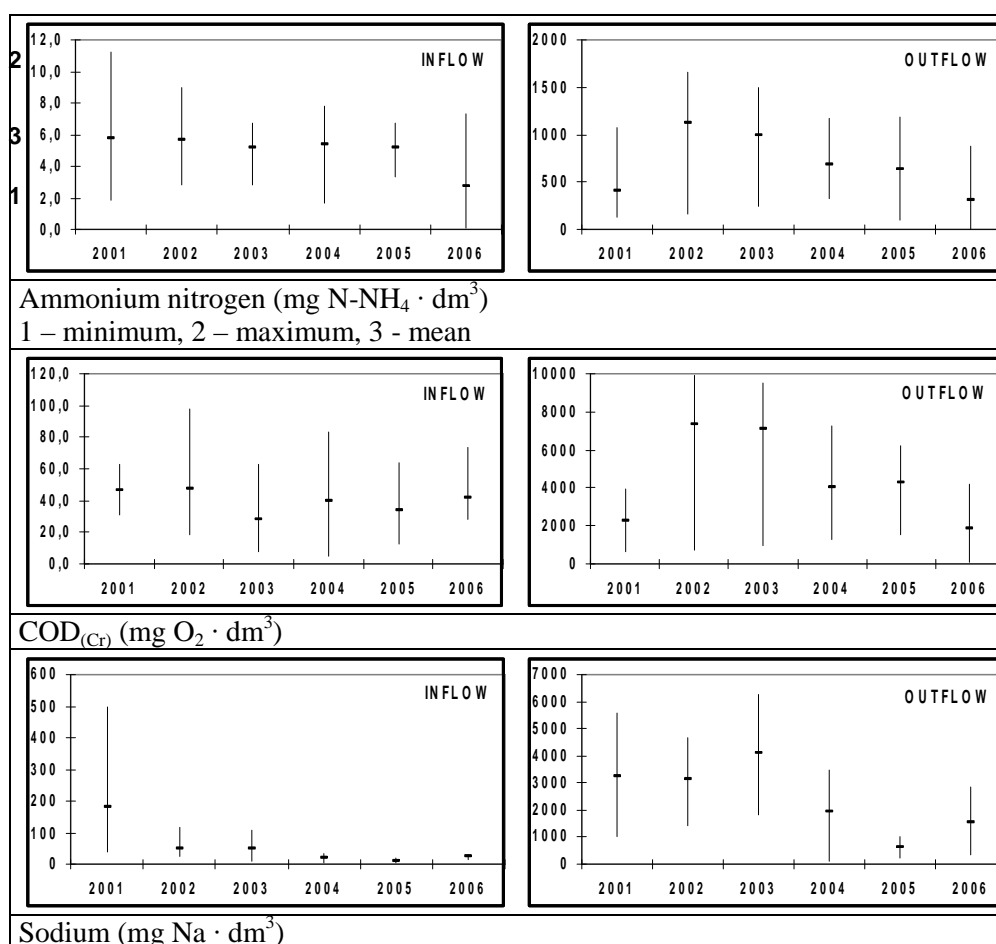 INFLOW
12,0
10,0
8,0
6,0
4,0
2,0
0,0
2
3
1
2001 2002 2003 2004 2005 2006
OUTFLOW
2000
1500
1000
500
0
2001 2002 2003 2004 2005 2006
Ammonium nitrogen (mg N-NH₄ · dm³)
1 – minimum, 2 – maximum, 3 - mean
INFLOW
120,0
100,0
80,0
60,0
40,0
20,0
0,0
2001 2002 2003 2004 2005 2006
OUTFLOW
10000
8000
6000
4000
2000
0
2001 2002 2003 2004 2005 2006
COD(Cr) (mg O₂ · dm³)
INFLOW
600
500
400
300
200
100
0
2001 2002 2003 2004 2005 2006
OUTFLOW
7000
6000
5000
4000
3000
2000
1000
0
2001 2002 2003 2004 2005 2006
Sodium (mg Na · dm³)